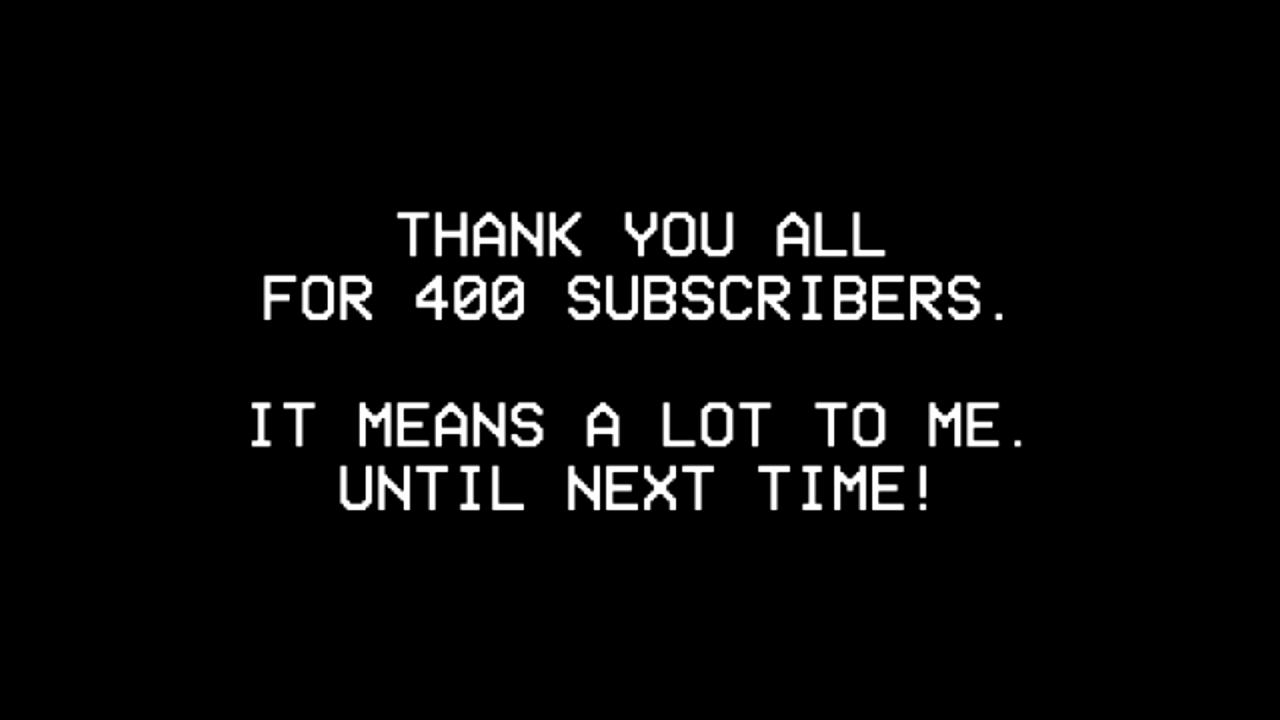 THANK YOU ALL
FOR 400 SUBSCRIBERS.
IT MEANS A LOT TO ME.
UNTIL NEXT TIME!